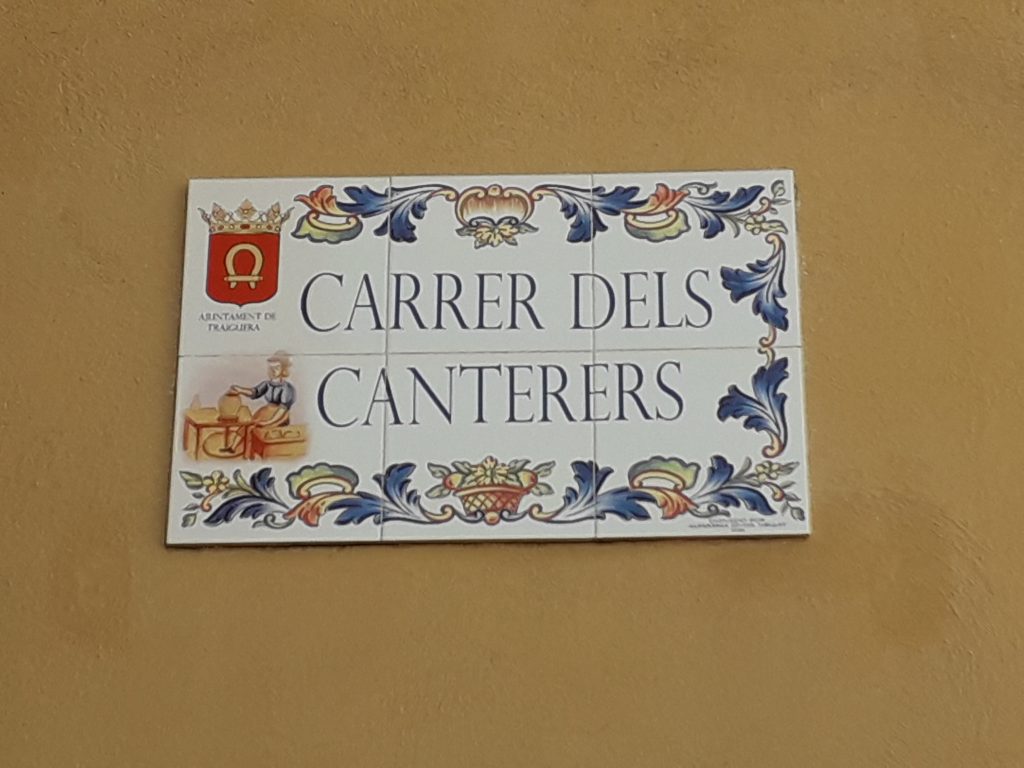 AJUNTAMENT DE
TRAIGUERA
CARRER DELS
CANTERERS